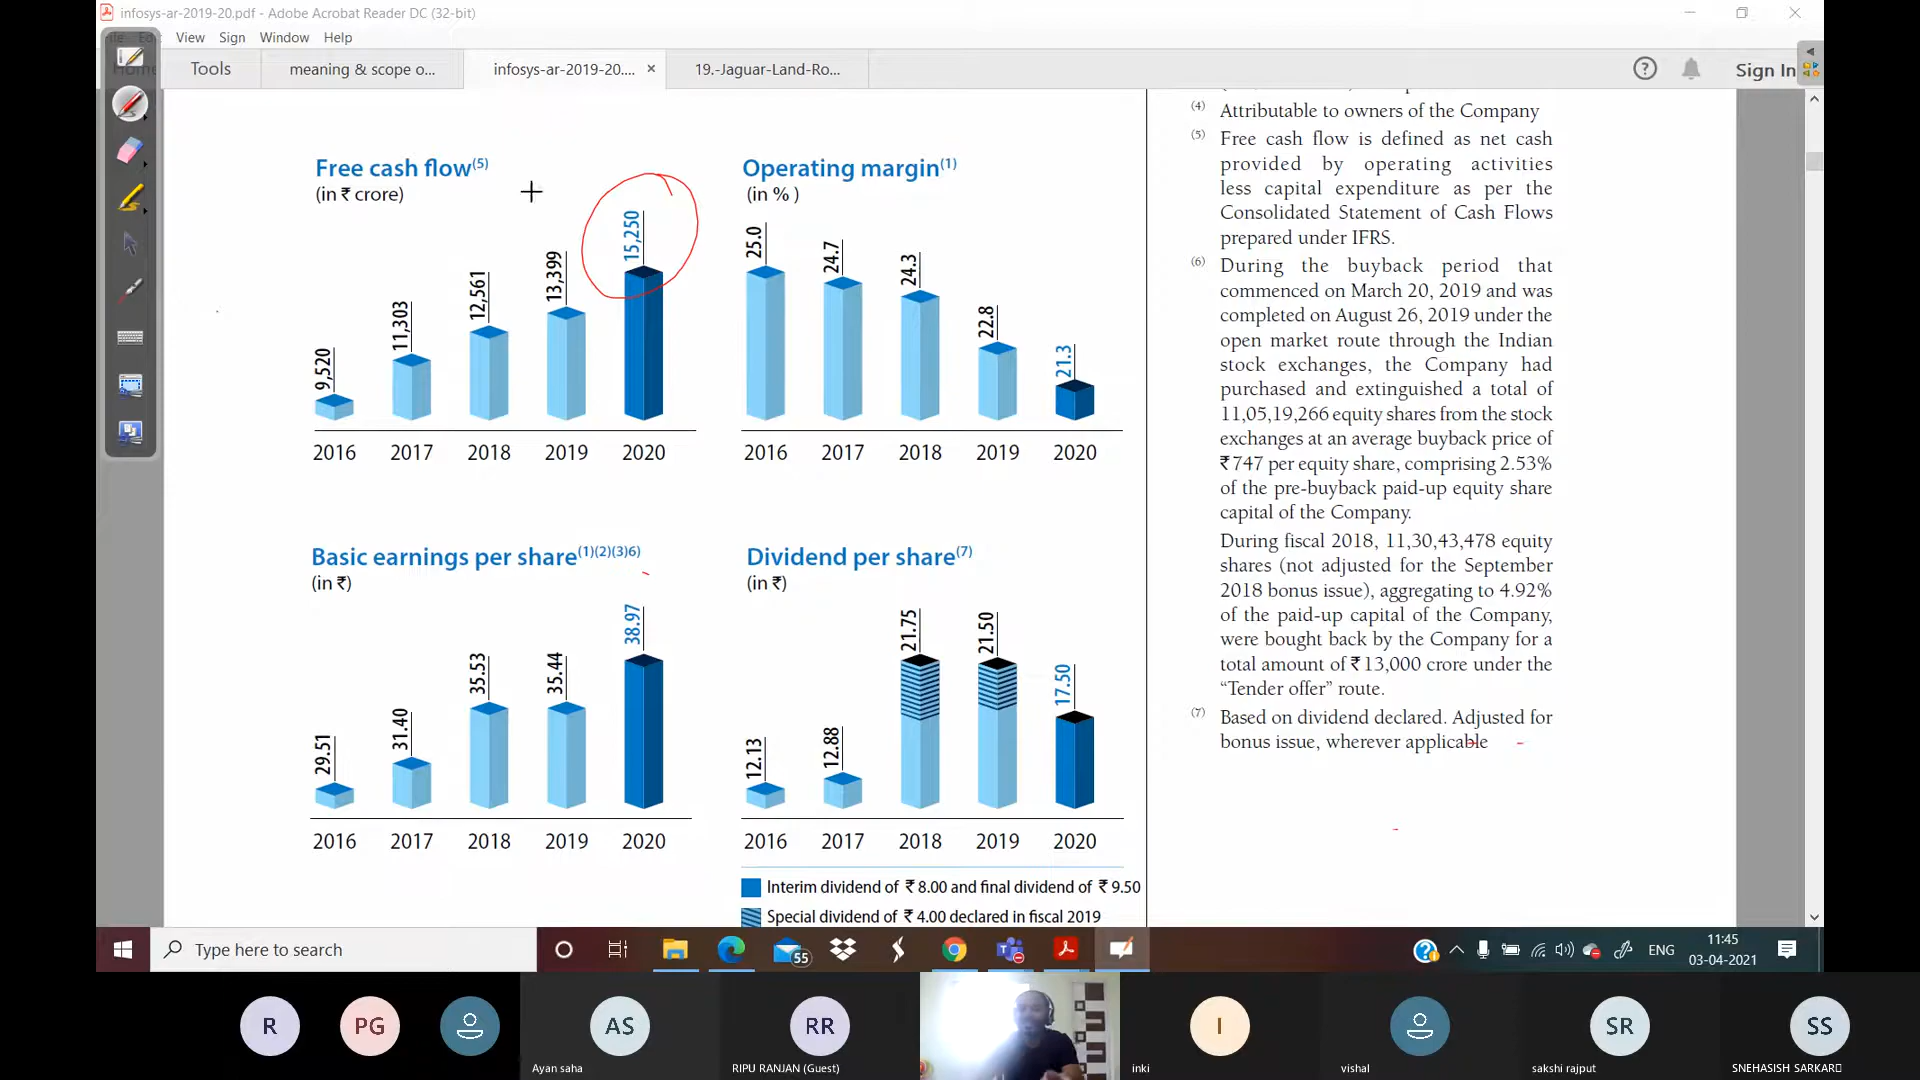 infosys-ar-2019-20.pdf - Adobe Acrobat Reader DC (32-bit)
View Sign Window Help
Tools
meaning & scope o...
infosys-ar-2019-20....
19.-Jaguar-Land-Ro...
Sign In
Free cash flow(5)
(in ₹ crore)
9,520
11,303
12,561
13,399
15,250
2016 2017 2018 2019 2020
Operating margin(1)
(in % )
25.0
24.7
24.3
22.8
21.3
2016 2017 2018 2019 2020
Basic earnings per share(1)(2)(3)6)
(in ₹)
29.51
31.40
35.53
35.44
38.97
2016 2017 2018 2019 2020
Dividend per share(7)
(in ₹)
12.13
12.88
21.75
21.50
17.50
2016 2017 2018 2019 2020
Interim dividend of ₹ 8.00 and final dividend of ₹ 9.50
Special dividend of ₹ 4.00 declared in fiscal 2019
(4) Attributable to owners of the Company
(5) Free cash flow is defined as net cash
provided by operating activities
less capital expenditure as per the
Consolidated Statement of Cash Flows
prepared under IFRS.
(6) During the buyback period that
commenced on March 20, 2019 and was
completed on August 26, 2019 under the
open market route through the Indian
stock exchanges, the Company had
purchased and extinguished a total of
11,05,19,266 equity shares from the stock
exchanges at an average buyback price of
₹ 747 per equity share, comprising 2.53%
of the pre-buyback paid-up equity share
capital of the Company.
During fiscal 2018, 11,30,43,478 equity
shares (not adjusted for the September
2018 bonus issue), aggregating to 4.92%
of the paid-up capital of the Company,
were bought back by the Company for a
total amount of ₹ 13,000 crore under the
“Tender offer” route.
(7) Based on dividend declared. Adjusted for
bonus issue, wherever applicable
Type here to search
55
ENG
11:45
03-04-2021
R
PG
AS
Ayan saha
RR
RIPU RANJAN (Guest)
I
inki
vishal
SR
sakshi rajput
SS
SNEHASISH SARKAR